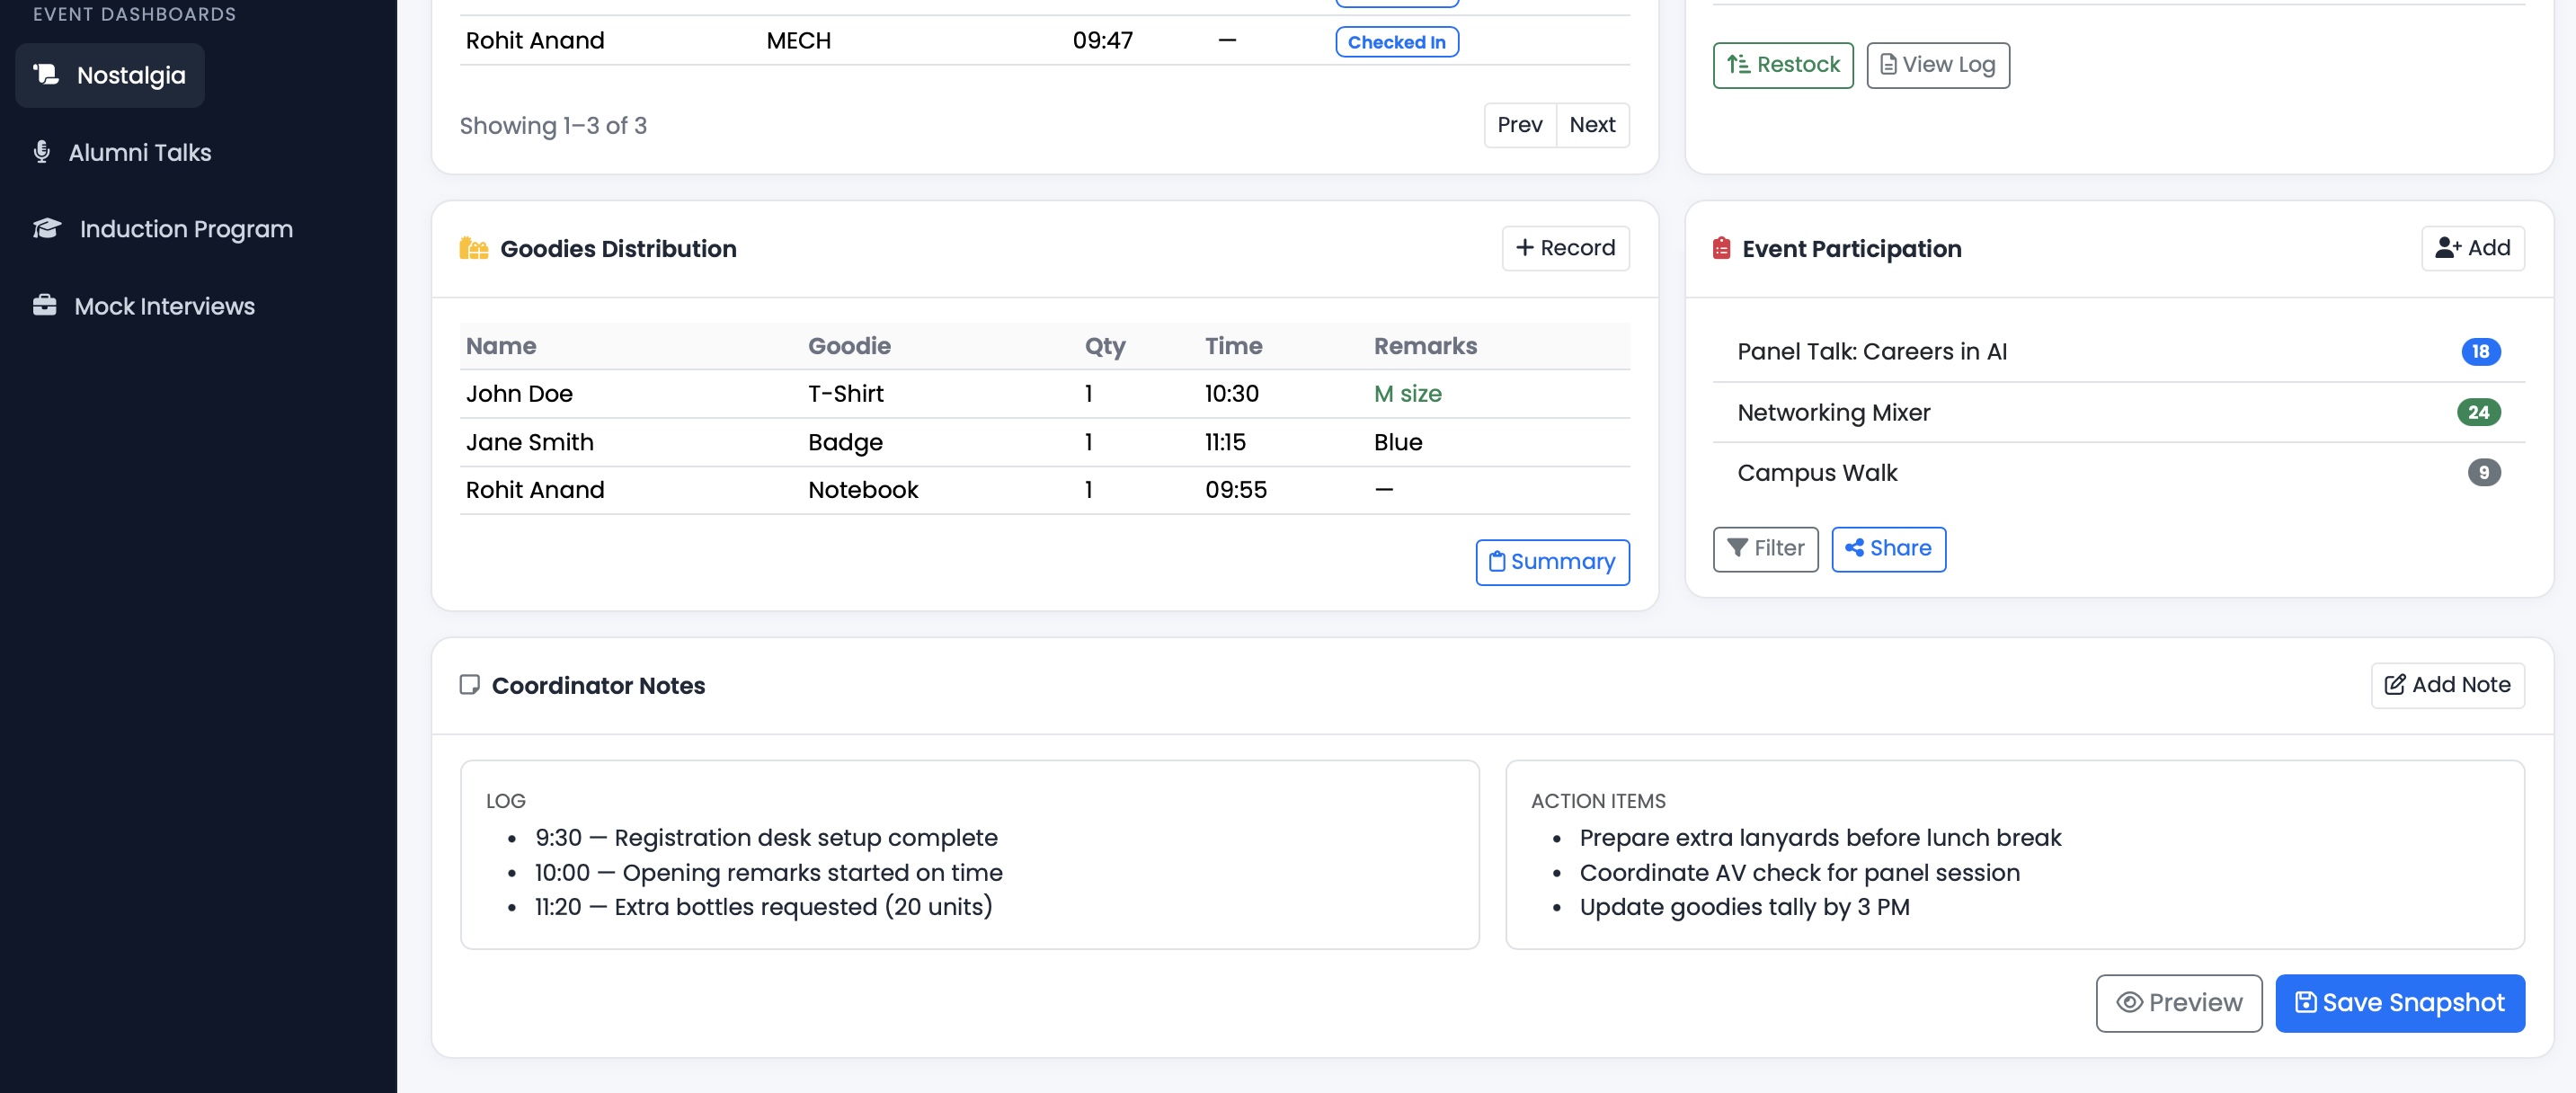 EVENT DASHBOARDS
Nostalgia
Alumni Talks
Induction Program
Mock Interviews
Rohit Anand MECH 09:47 — Checked In
Showing 1–3 of 3
Prev Next
Restock View Log
Goodies Distribution
+ Record
Name Goodie Qty Time Remarks
John Doe T-Shirt 1 10:30 M size
Jane Smith Badge 1 11:15 Blue
Rohit Anand Notebook 1 09:55 —
Summary
Event Participation
Add
Panel Talk: Careers in AI 18
Networking Mixer 24
Campus Walk 9
Filter Share
Coordinator Notes
Add Note
LOG
• 9:30 — Registration desk setup complete
• 10:00 — Opening remarks started on time
• 11:20 — Extra bottles requested (20 units)
ACTION ITEMS
• Prepare extra lanyards before lunch break
• Coordinate AV check for panel session
• Update goodies tally by 3 PM
Preview Save Snapshot